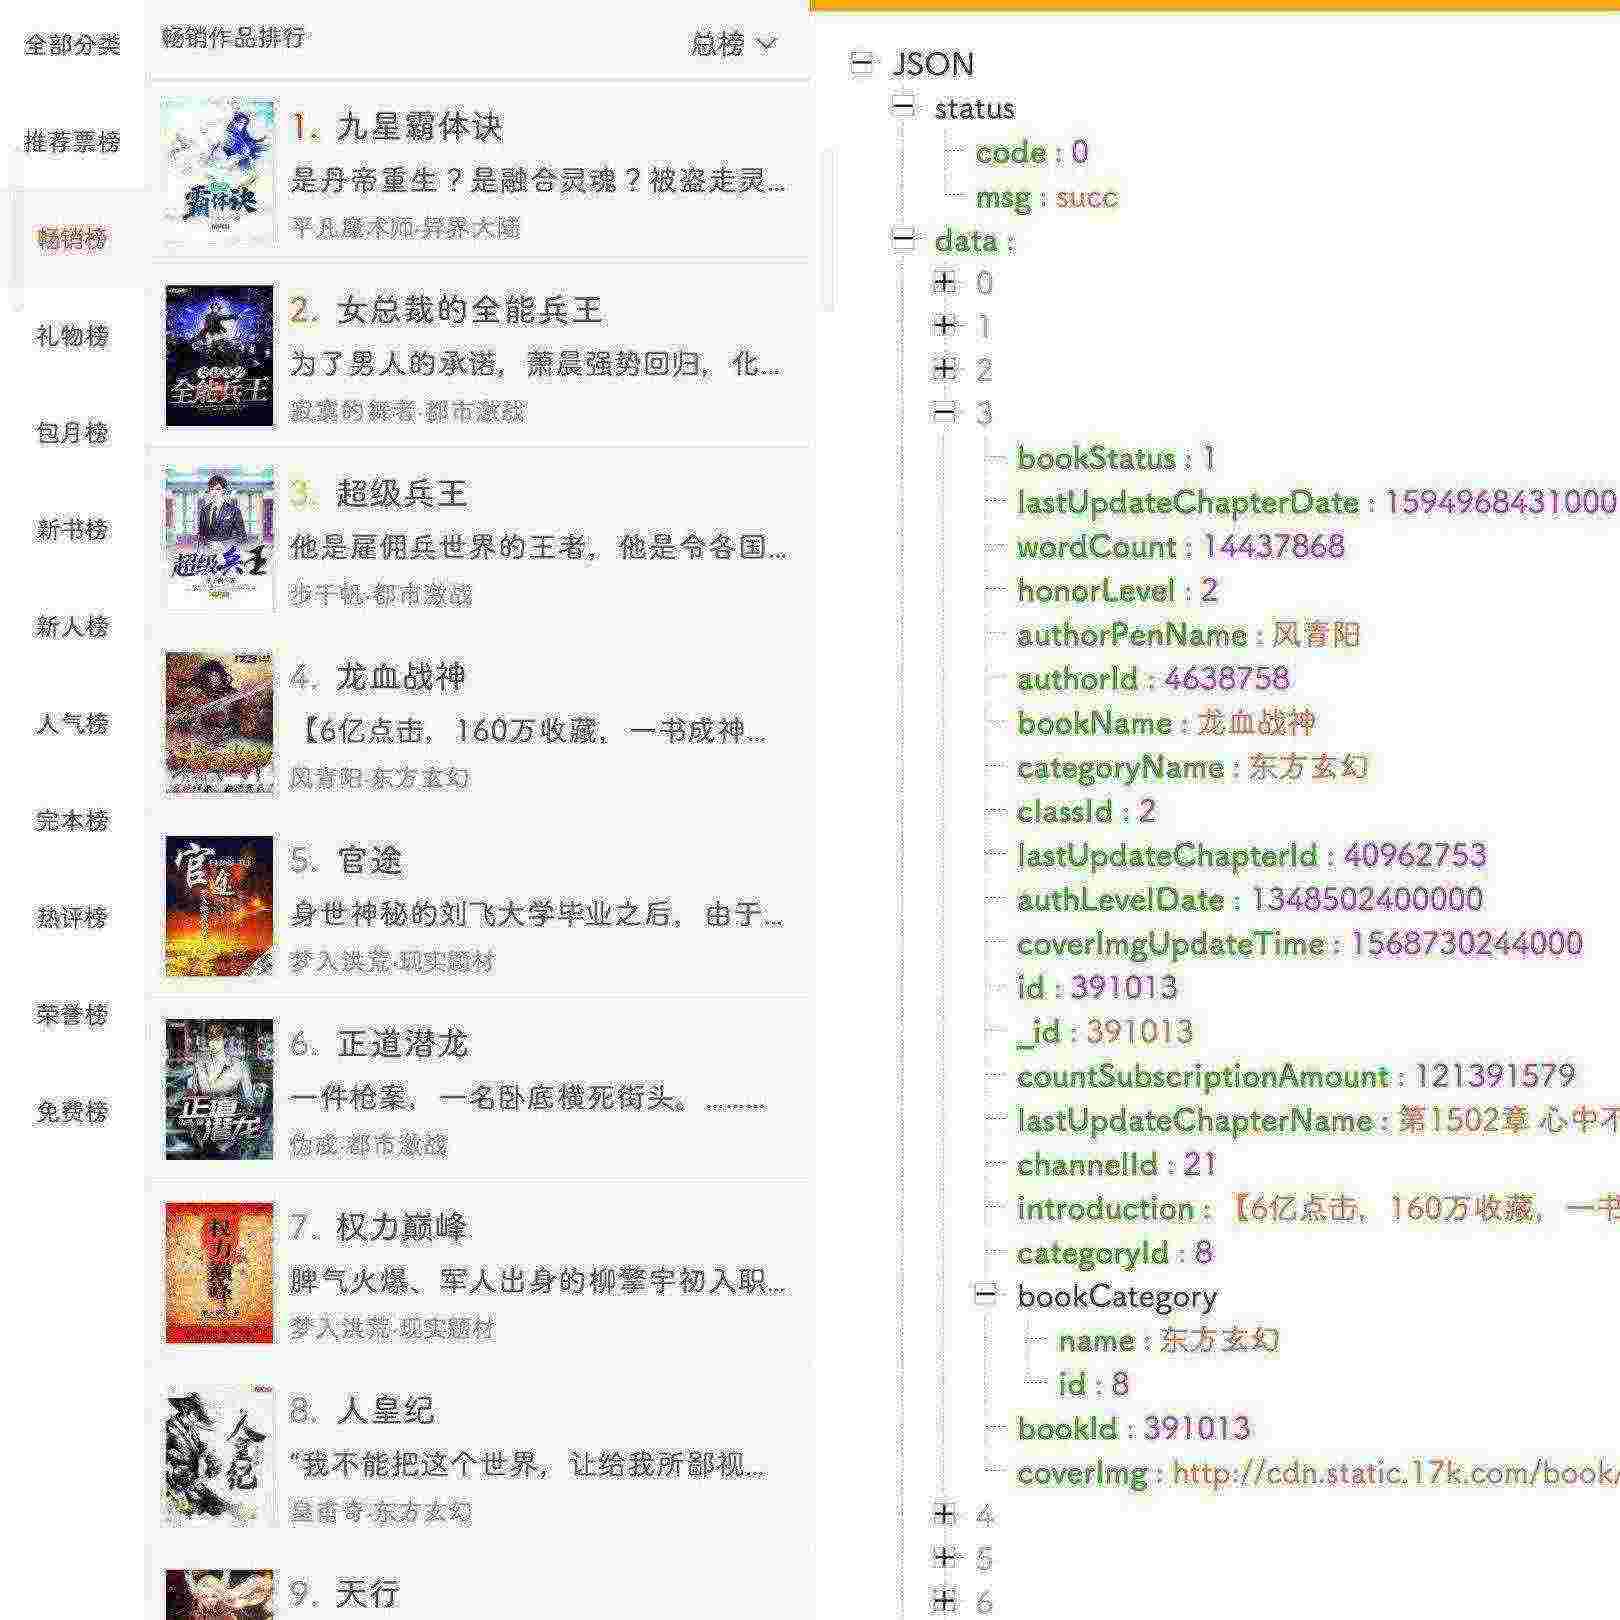 全部分类
推荐票榜
畅销榜
礼物榜
包月榜
新书榜
新人榜
人气榜
完本榜
热评榜
荣誉榜
免费榜
畅销作品排行
总榜
1. 九星霸体诀
是丹帝重生？是融合灵魂？被盗走灵...
平凡魔术师·异界大陆
2. 女总裁的全能兵王
为了男人的承诺，萧晨强势回归，化...
寂寞的舞者·都市激战
全能兵王
3. 超级兵王
他是雇佣兵世界的王者，他是令各国...
步千帆·都市激战
超级兵王
4. 龙血战神
【6亿点击，160万收藏，一书成神...
风青阳·东方玄幻
5. 官途
身世神秘的刘飞大学毕业之后，由于...
梦入洪荒·现实题材
6. 正道潜龙
一件枪案，一名卧底横死街头。.........
伪戒·都市激战
正道潜龙
7. 权力巅峰
脾气火爆、军人出身的柳擎宇初入职...
梦入洪荒·现实题材
权力巅峰
8. 人皇纪
“我不能把这个世界，让给我所鄙视...
皇甫奇·东方玄幻
人皇纪
9. 天行
JSON
status
code : 0
msg : succ
data :
0
1
2
3
bookStatus : 1
lastUpdateChapterDate : 1594968431000
wordCount : 14437868
honorLevel : 2
authorPenName : 风青阳
authorId : 4638758
bookName : 龙血战神
categoryName : 东方玄幻
classId : 2
lastUpdateChapterId : 40962753
authLevelDate : 1348502400000
coverImgUpdateTime : 1568730244000
id : 391013
_id : 391013
countSubscriptionAmount : 121391579
lastUpdateChapterName : 第1502章 心中不
channelId : 21
introduction : 【6亿点击，160万收藏，一书
categoryId : 8
bookCategory
name : 东方玄幻
id : 8
bookId : 391013
coverImg : http://cdn.static.17k.com/book/
4
5
6